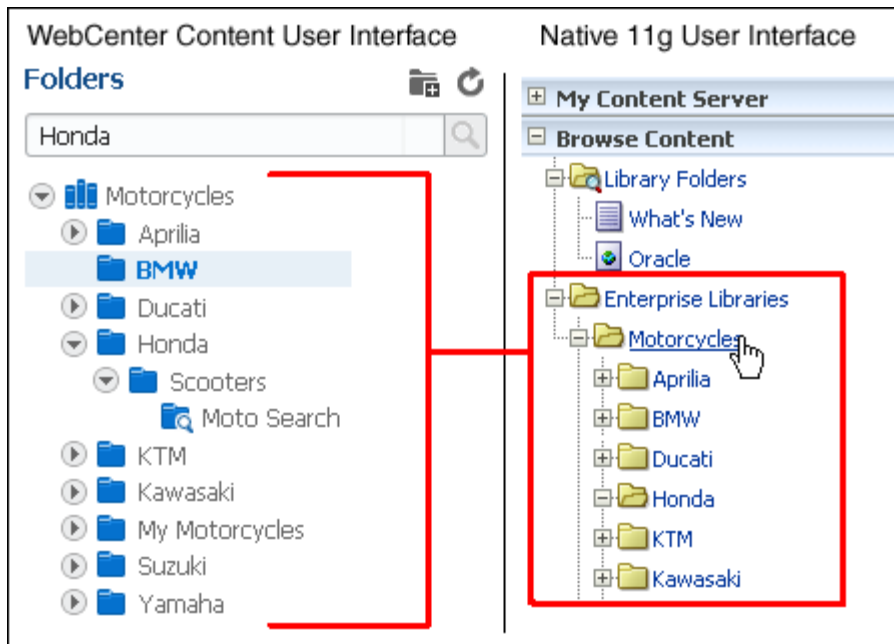 WebCenter Content User Interface
Folders
Honda
Motorcycles
Aprilia
BMW
Ducati
Honda
Scooters
Moto Search
KTM
Kawasaki
My Motorcycles
Suzuki
Yamaha
Native 11g User Interface
My Content Server
Browse Content
Library Folders
What's New
Oracle
Enterprise Libraries
Motorcycles
Aprilia
BMW
Ducati
Honda
KTM
Kawasaki